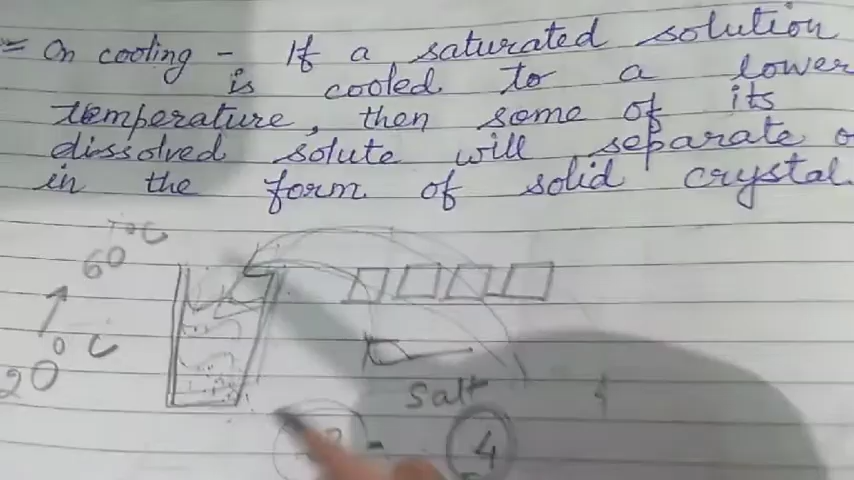 = On cooling - If a saturated solution
is cooled to a lower
temperature, then some of its
dissolved solute will separate o
in the form of solid crystal.
60
°C
20
Salt
- 4